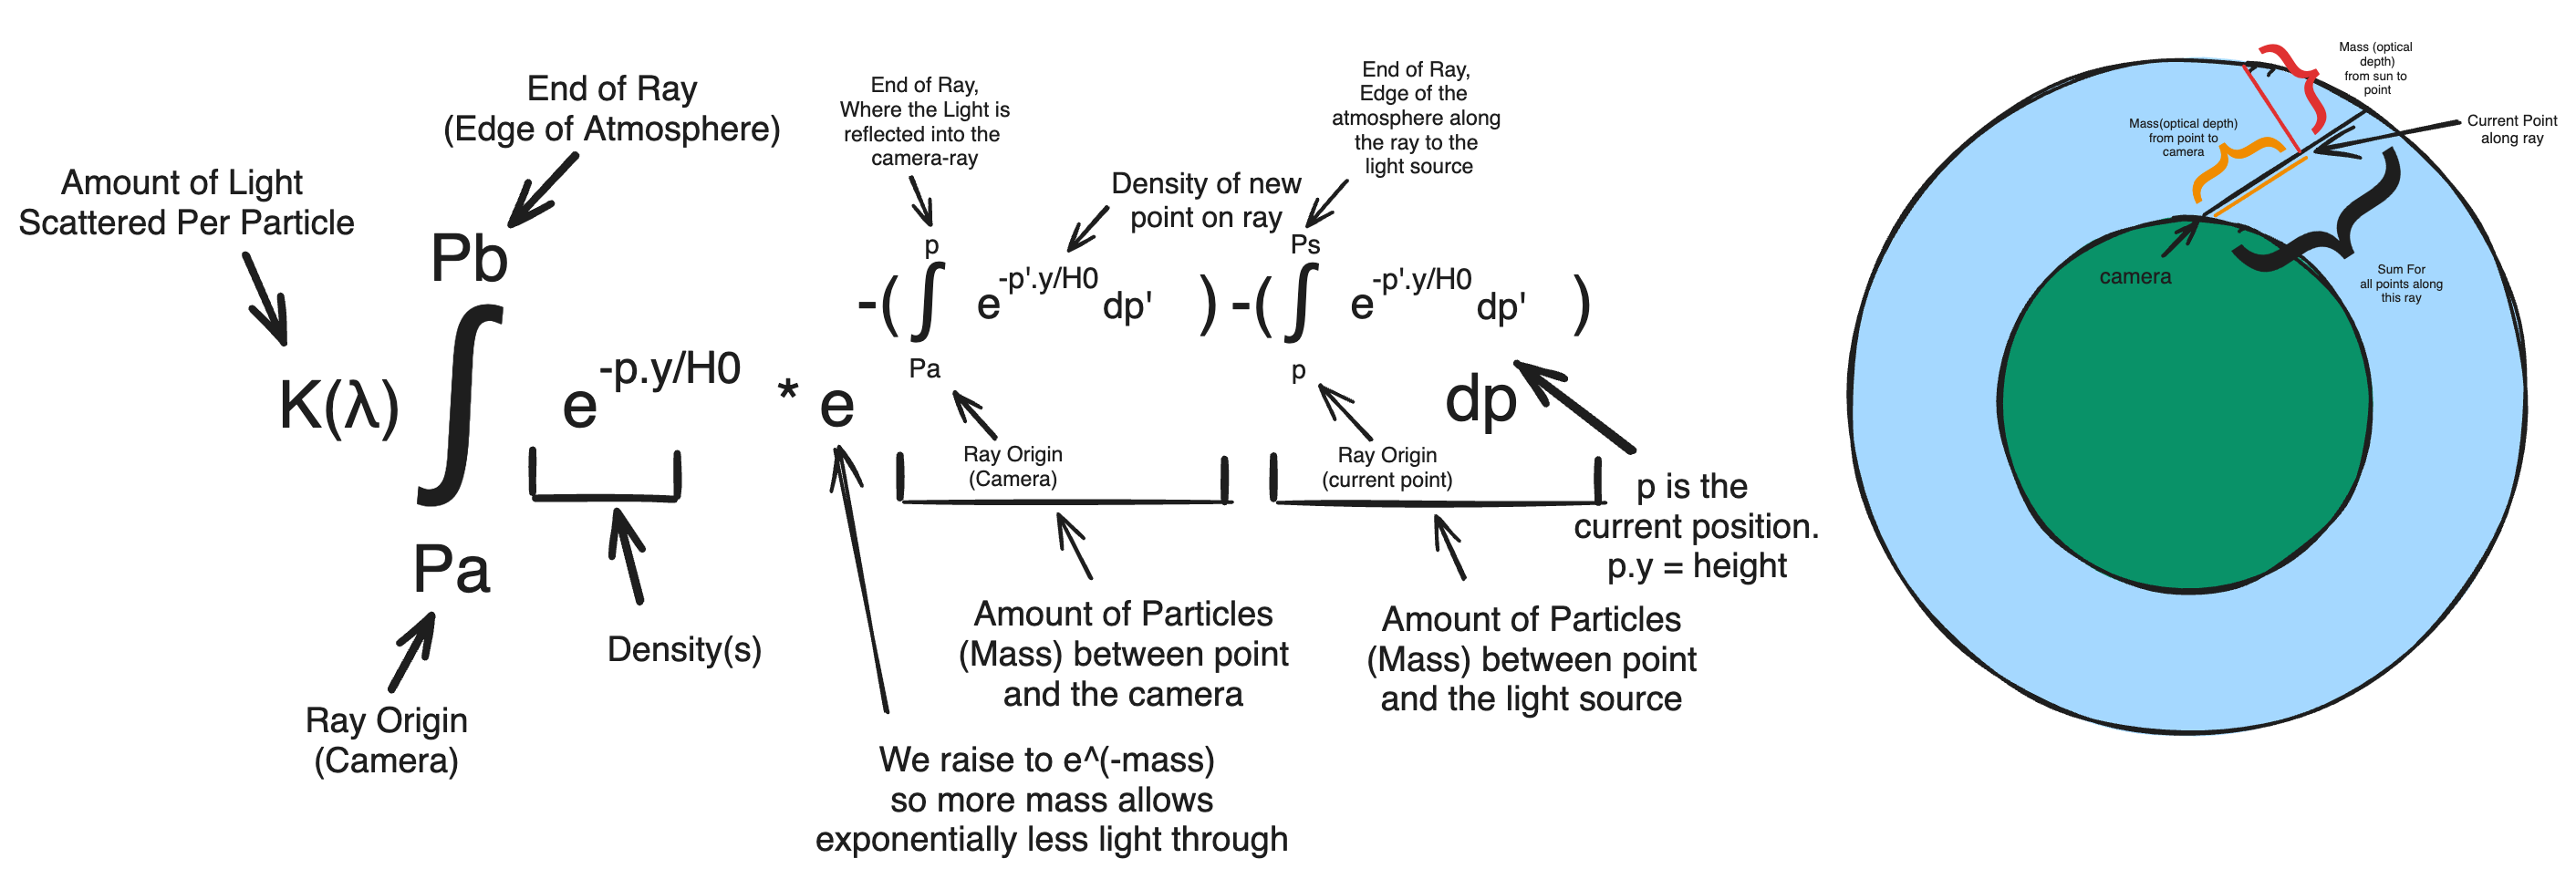 Amount of Light
Scattered Per Particle
End of Ray
(Edge of Atmosphere)
K(λ)
Pb
∫
Pa
Ray Origin
(Camera)
e^-p.y/H0
Density(s)
* e
We raise to e^(-mass)
so more mass allows
exponentially less light through
End of Ray,
Where the Light is
reflected into the
camera-ray
p
-( ∫ e^-p'.y/H0 dp' )
Pa
Ray Origin
(Camera)
Density of new
point on ray
Amount of Particles
(Mass) between point
and the camera
End of Ray,
Edge of the
atmosphere along
the ray to the
light source
Ps
-( ∫ e^-p'.y/H0 dp' )
p
Ray Origin
(current point)
Amount of Particles
(Mass) between point
and the light source
dp
p is the
current position.
p.y = height
Mass (optical
depth)
from sun to
point
Mass(optical depth)
from point to
camera
Current Point
along ray
camera
Sum For
all points along
this ray